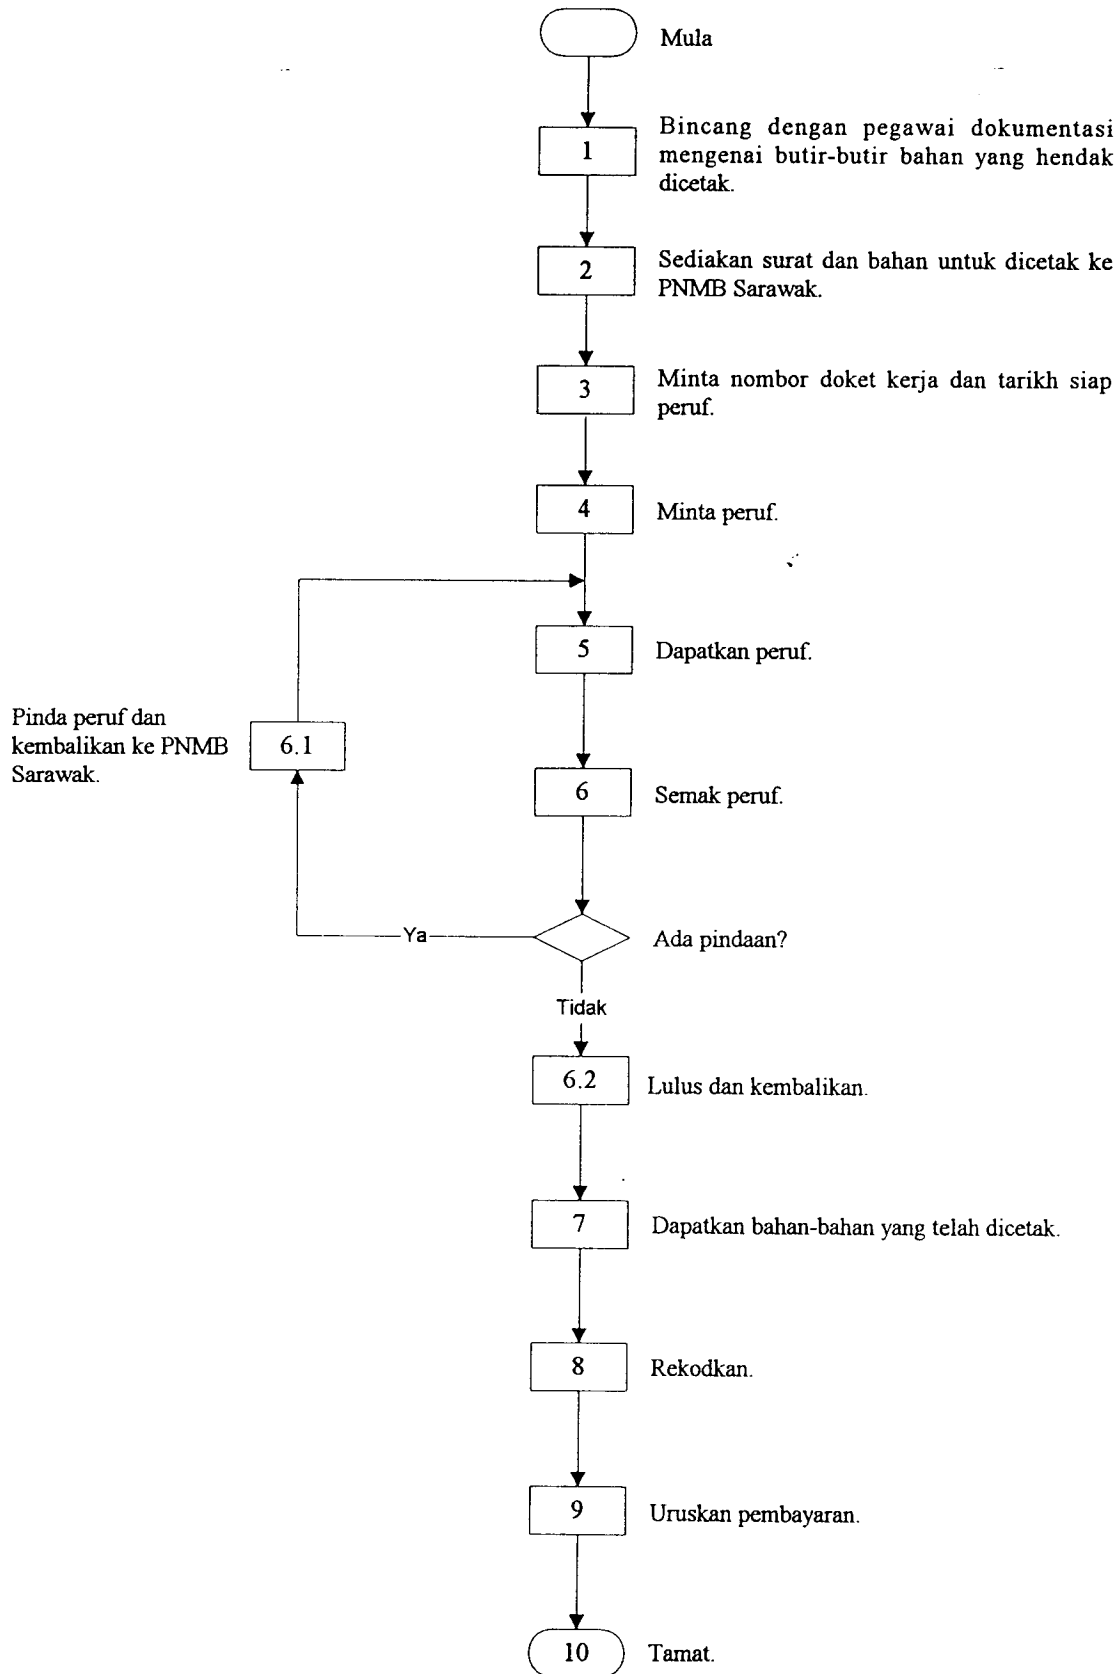 Mula
1
Bincang dengan pegawai dokumentasi
mengenai butir-butir bahan yang hendak
dicetak.
2
Sediakan surat dan bahan untuk dicetak ke
PNMB Sarawak.
3
Minta nombor doket kerja dan tarikh siap
peruf.
4
Minta peruf.
5
Dapatkan peruf.
Pinda peruf dan
kembalikan ke PNMB
Sarawak.
6.1
6
Semak peruf.
Ya
Ada pindaan?
Tidak
6.2
Lulus dan kembalikan.
7
Dapatkan bahan-bahan yang telah dicetak.
8
Rekodkan.
9
Uruskan pembayaran.
10
Tamat.